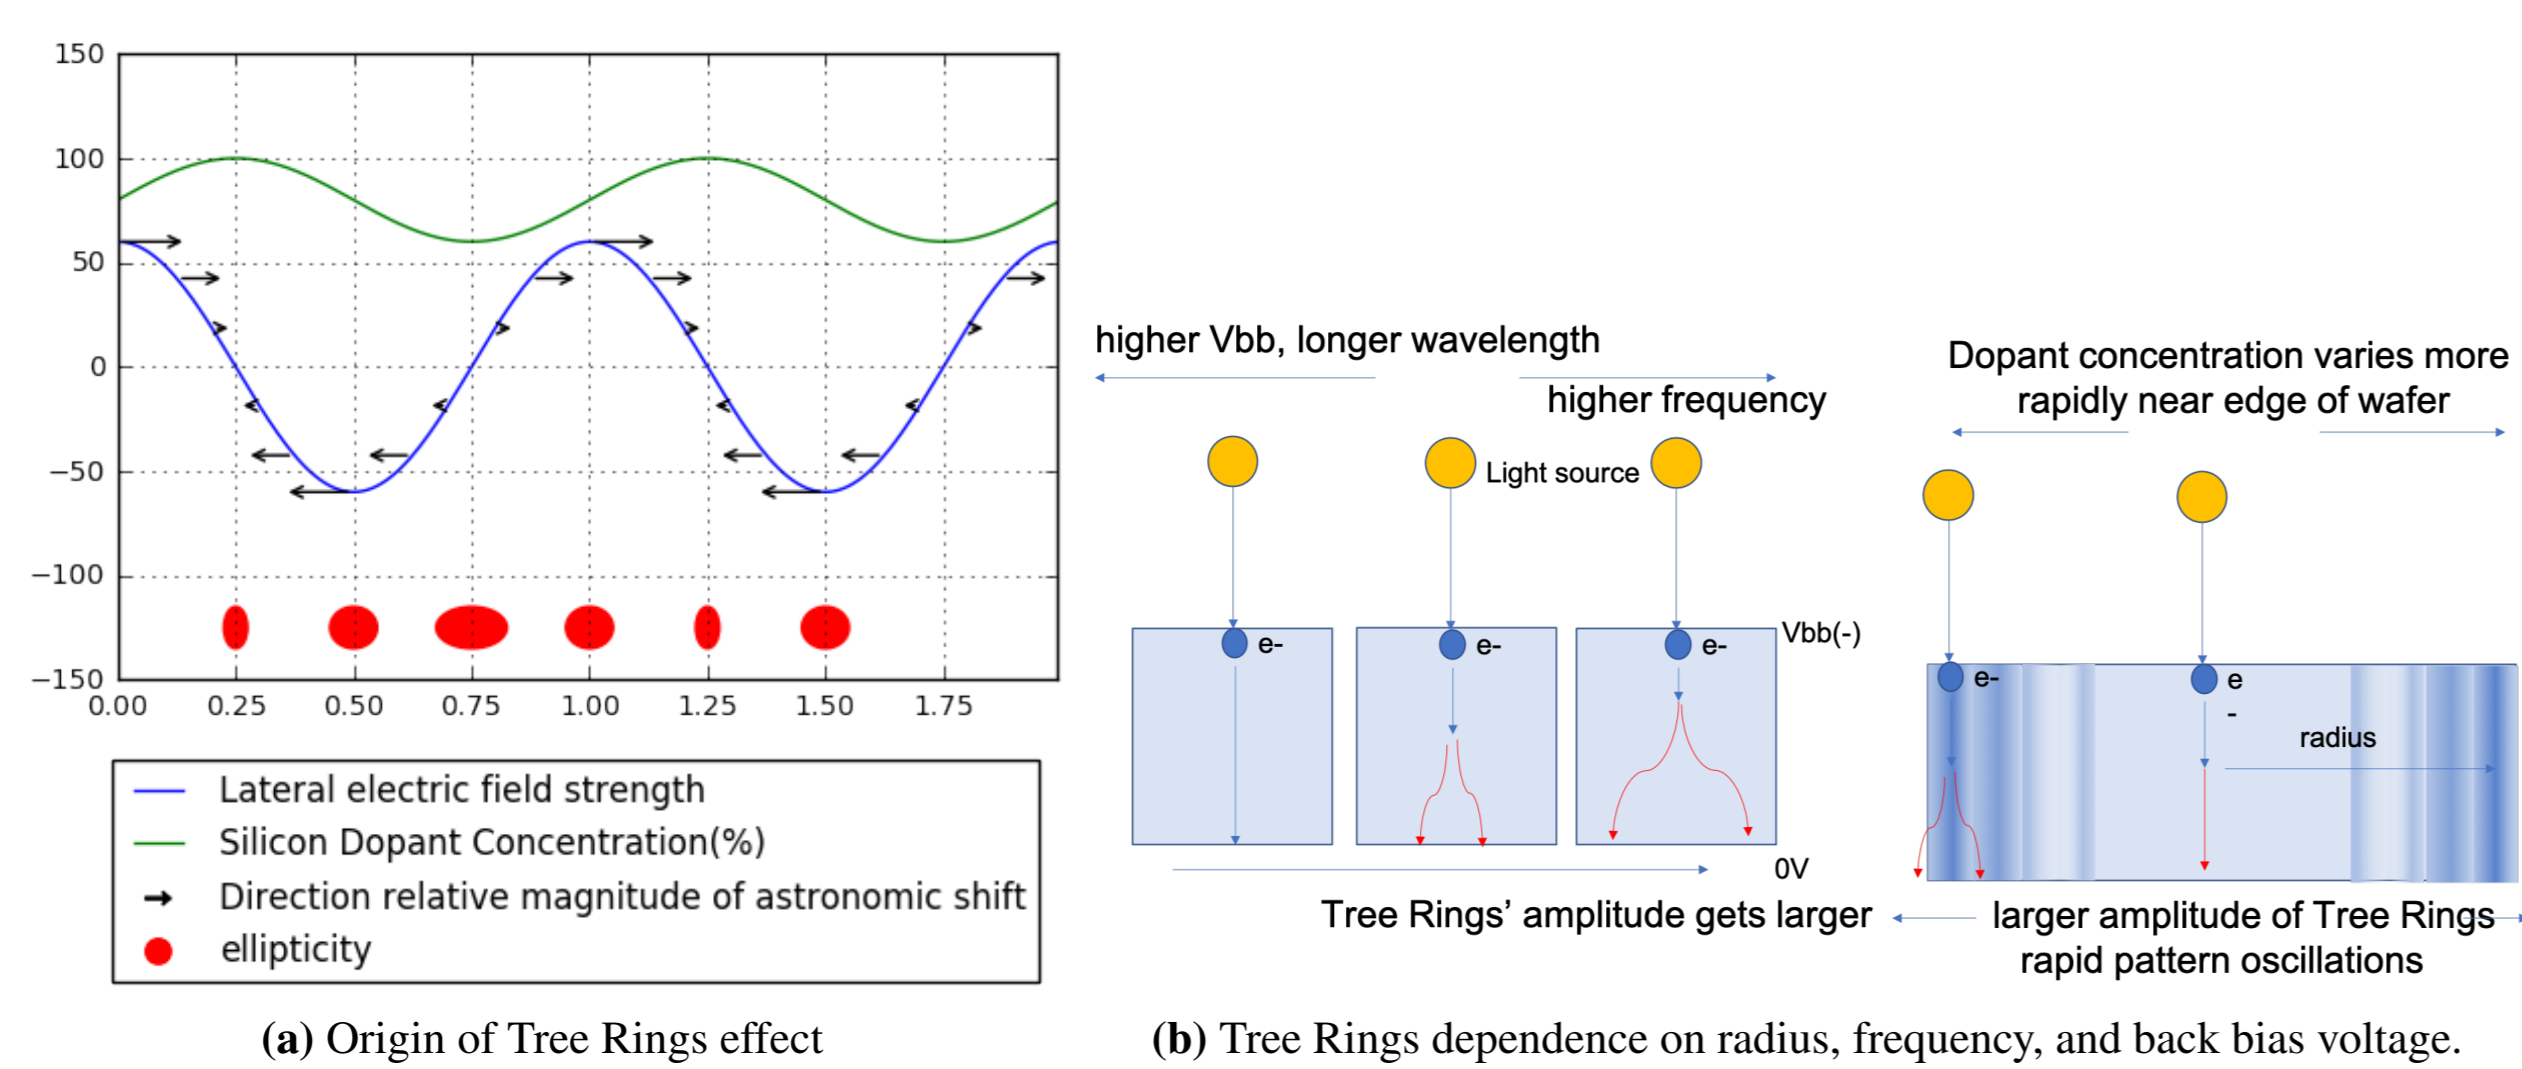 150
100
50
0
−50
−100
−150
0.00 0.25 0.50 0.75 1.00 1.25 1.50 1.75
Lateral electric field strength
Silicon Dopant Concentration(%)
Direction relative magnitude of astronomic shift
ellipticity
(a) Origin of Tree Rings effect
higher Vbb, longer wavelength
higher frequency
Light source
e-
e-
e-
Vbb(-)
0V
Tree Rings' amplitude gets larger
Dopant concentration varies more
rapidly near edge of wafer
e-
e
-
radius
larger amplitude of Tree Rings
rapid pattern oscillations
(b) Tree Rings dependence on radius, frequency, and back bias voltage.